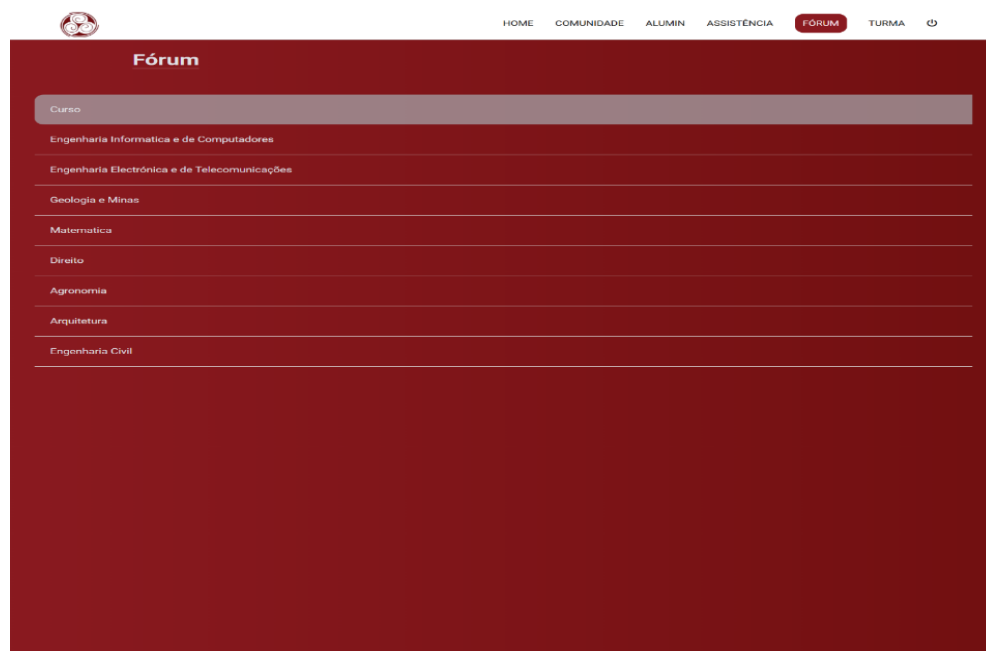 HOME COMUNIDADE ALUMIN ASSISTÊNCIA FÓRUM TURMA
Fórum
Curso
Engenharia Informatica e de Computadores
Engenharia Electrónica e de Telecomunicações
Geologia e Minas
Matematica
Direito
Agronomia
Arquitetura
Engenharia Civil